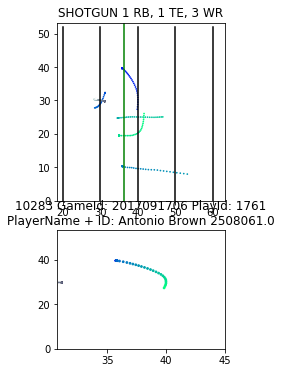 SHOTGUN 1 RB, 1 TE, 3 WR
50
40
30
20
10
0
20 30 40 50 60
10283 GameId: 2017091706 PlayId: 1761
PlayerName + ID: Antonio Brown 2508061.0
40
20
0
35 40 45